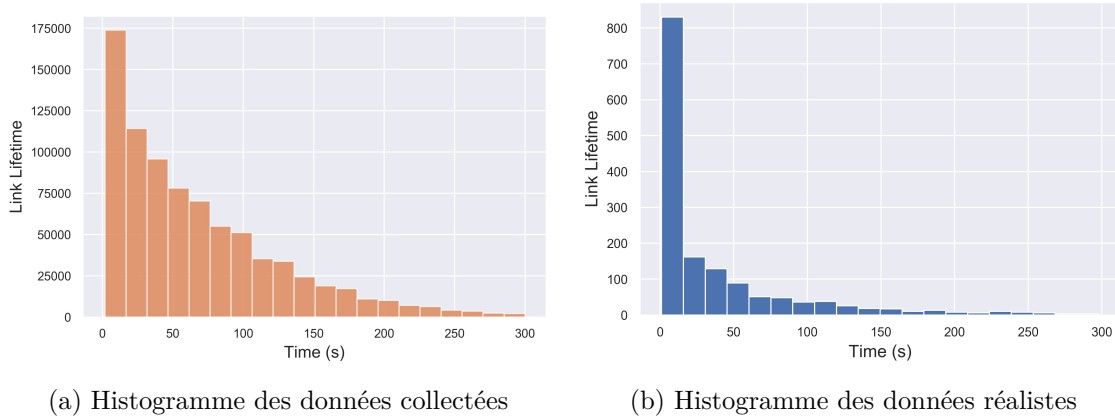 175000
150000
125000
100000
75000
50000
25000
0
Link Lifetime
0 50 100 150 200 250 300
Time (s)
(a) Histogramme des données collectées
800
700
600
500
400
300
200
100
0
Link Lifetime
0 50 100 150 200 250 300
Time (s)
(b) Histogramme des données réalistes